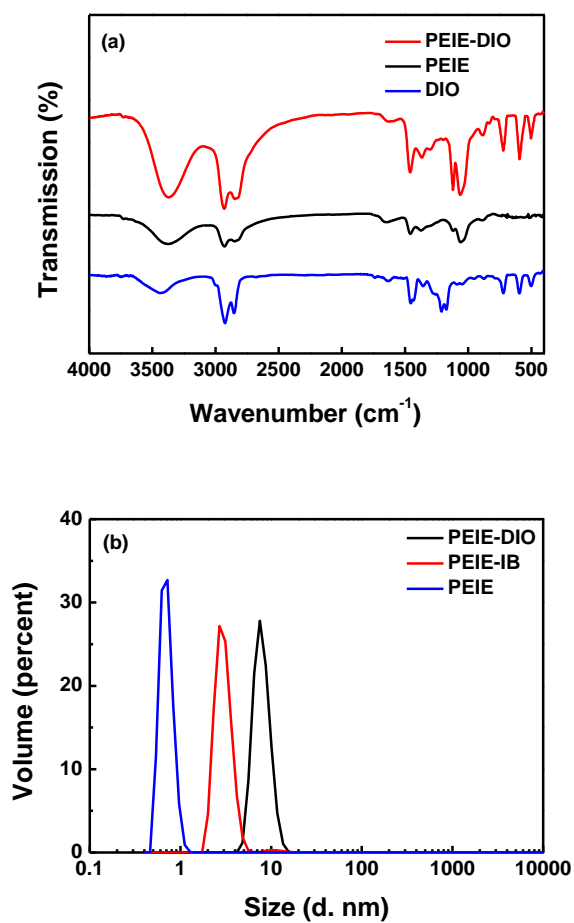 (a)
PEIE-DIO
PEIE
DIO
Transmission (%)
4000 3500 3000 2500 2000 1500 1000 500
Wavenumber (cm⁻¹)
(b)
PEIE-DIO
PEIE-IB
PEIE
40
30
20
10
0
Volume (percent)
0.1 1 10 100 1000 10000
Size (d. nm)